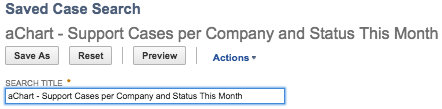 Saved Case Search
aChart - Support Cases per Company and Status This Month
Save As Reset Preview Actions
SEARCH TITLE *
aChart - Support Cases per Company and Status This Month